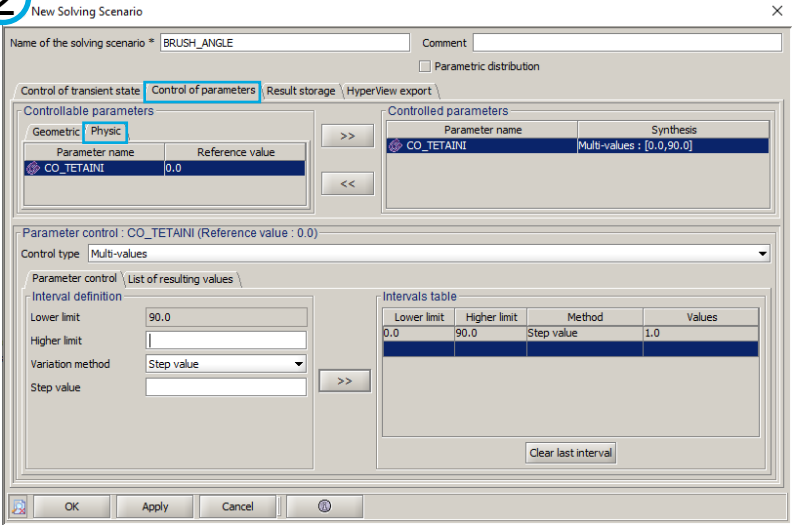 2
New Solving Scenario
Name of the solving scenario * BRUSH_ANGLE Comment
Parametric distribution
Control of transient state Control of parameters Result storage HyperView export
Controllable parameters Controlled parameters
Geometric Physic
>> Parameter name Synthesis
Parameter name Reference value
CO_TETAINI Multi-values : [0.0,90.0]
CO_TETAINI 0.0
<<
Parameter control : CO_TETAINI (Reference value : 0.0)
Control type Multi-values
Parameter control List of resulting values
Interval definition Intervals table
Lower limit 90.0 Lower limit Higher limit Method Values
0.0 90.0 Step value 1.0
Higher limit
Variation method Step value
Step value >>
Clear last interval
OK Apply Cancel